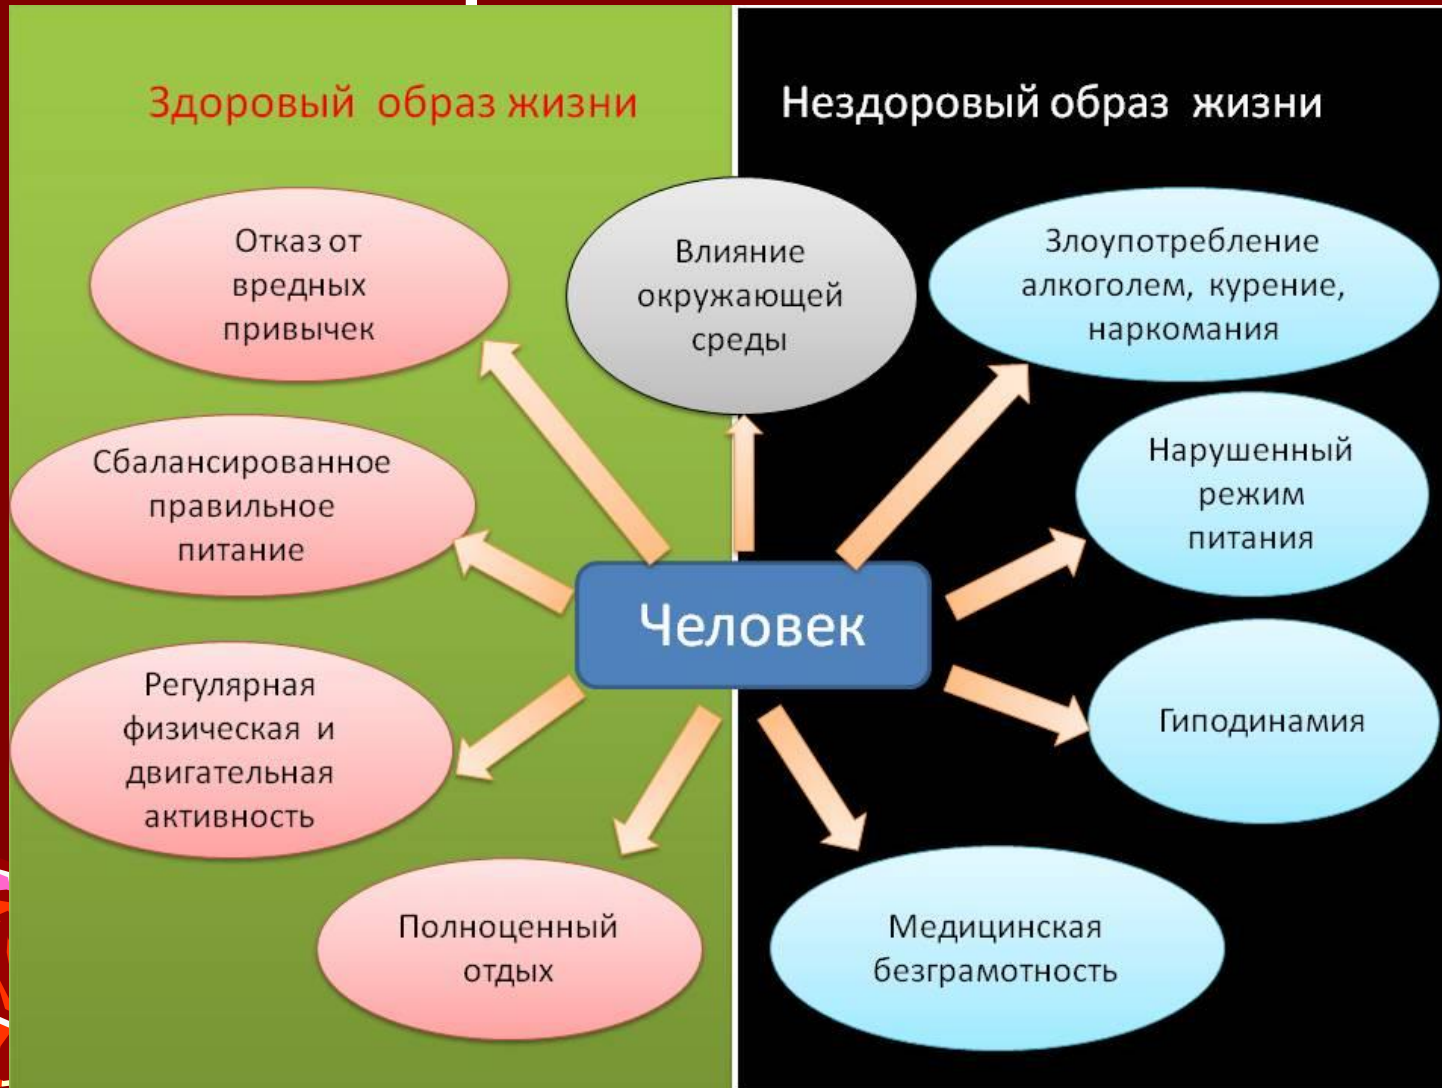 Здоровый образ жизни
Нездоровый образ жизни
Отказ от
вредных
привычек
Влияние
окружающей
среды
Злоупотребление
алкоголем, курение,
наркомания
Сбалансированное
правильное
питание
Нарушенный
режим
питания
Человек
Регулярная
физическая и
двигательная
активность
Гиподинамия
Полноценный
отдых
Медицинская
безграмотность